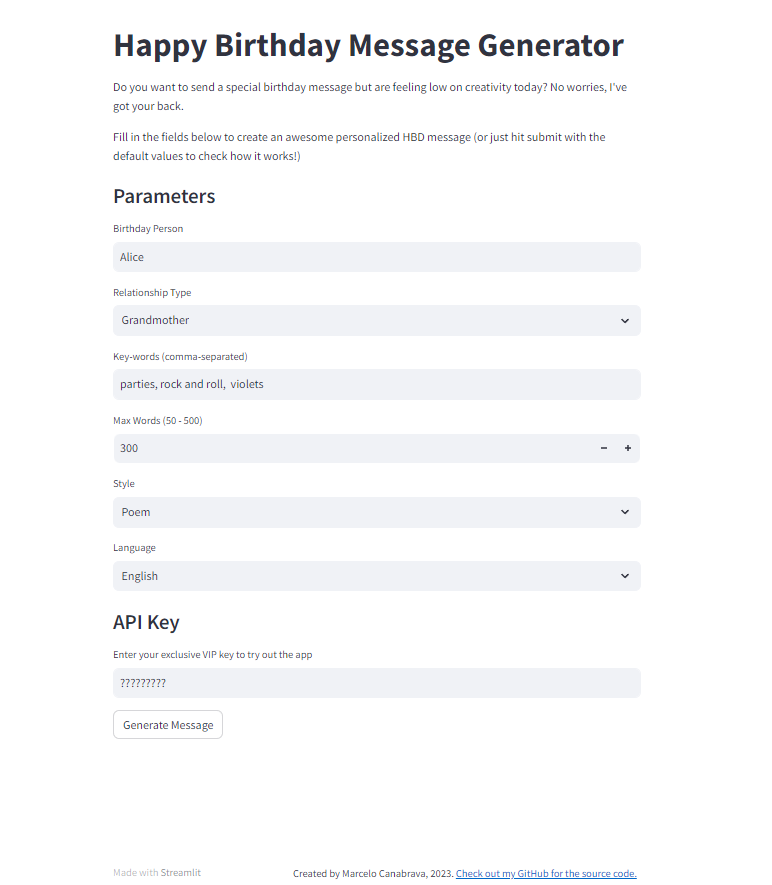 Happy Birthday Message Generator
Do you want to send a special birthday message but are feeling low on creativity today? No worries, I've
got your back.
Fill in the fields below to create an awesome personalized HBD message (or just hit submit with the
default values to check how it works!)
Parameters
Birthday Person
Alice
Relationship Type
Grandmother
Key-words (comma-separated)
parties, rock and roll,  violets
Max Words (50 - 500)
300
Style
Poem
Language
English
API Key
Enter your exclusive VIP key to try out the app
?????????
Generate Message
Made with Streamlit
Created by Marcelo Canabrava, 2023. Check out my GitHub for the source code.